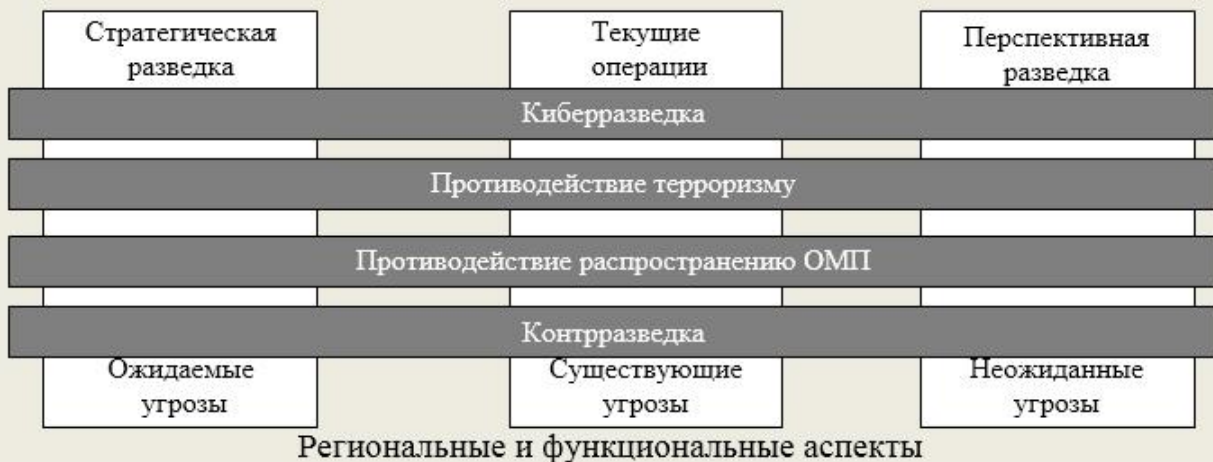 Стратегическая
разведка
Текущие
операции
Перспективная
разведка
Киберразведка
Противодействие терроризму
Противодействие распространению ОМП
Контрразведка
Ожидаемые
угрозы
Существующие
угрозы
Неожиданные
угрозы
Региональные и функциональные аспекты